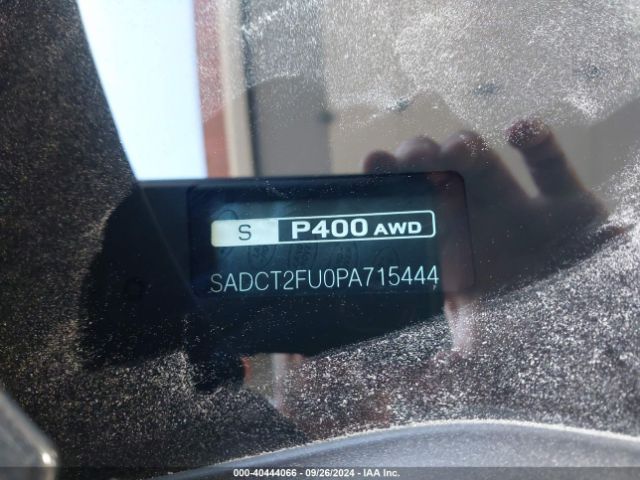 S P400 AWD
SADCT2FU0PA715444
000-40444066 - 09/26/2024 - IAA Inc.